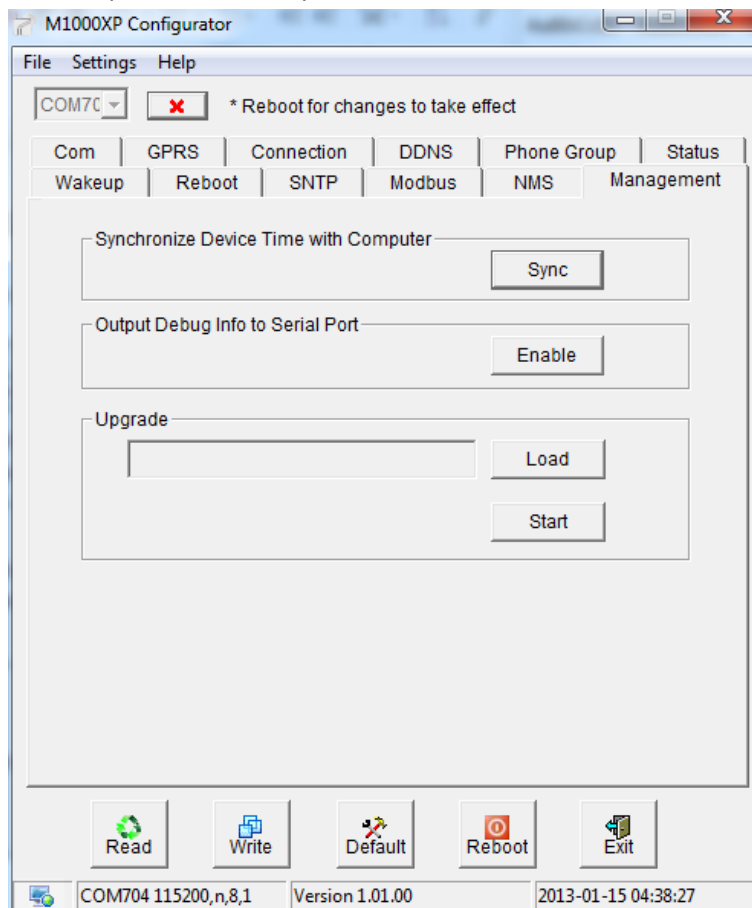 M1000XP Configurator
File Settings Help
COM70
* Reboot for changes to take effect
Com GPRS Connection DDNS Phone Group Status
Wakeup Reboot SNTP Modbus NMS Management
Synchronize Device Time with Computer
Sync
Output Debug Info to Serial Port
Enable
Upgrade
Load
Start
Read Write Default Reboot Exit
COM704 115200,n,8,1 Version 1.01.00 2013-01-15 04:38:27